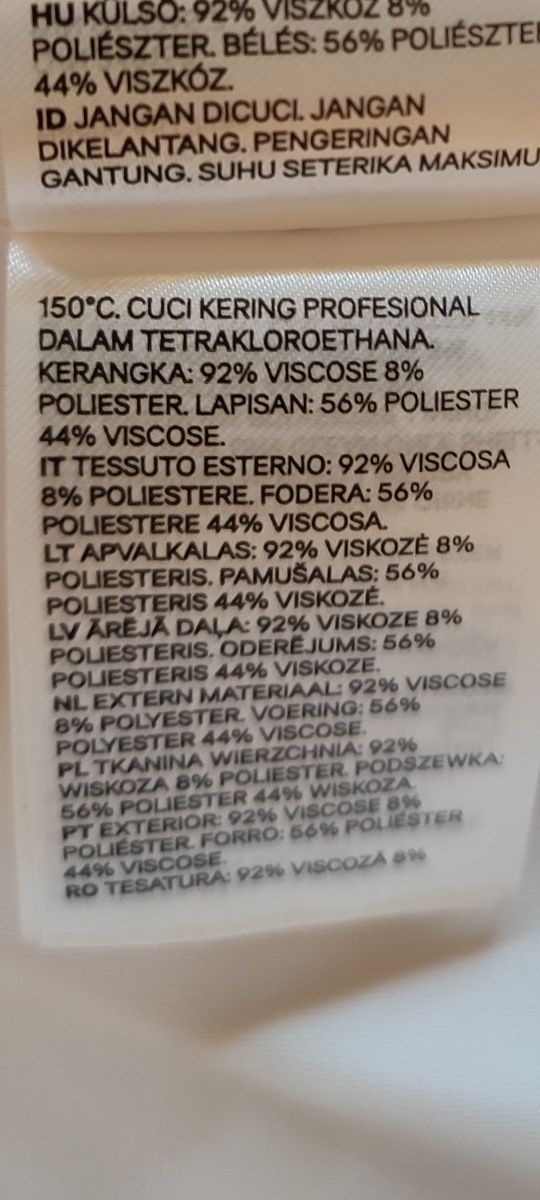 HU KÜLSŐ: 92% VISZKÓZ 8%
POLIÉSZTER. BÉLÉS: 56% POLIÉSZTE
44% VISZKÓZ.
ID JANGAN DICUCI. JANGAN
DIKELANTANG. PENGERINGAN
GANTUNG. SUHU SETERIKA MAKSIMU
150°C. CUCI KERING PROFESIONAL
DALAM TETRAKLOROETHANA.
KERANGKA: 92% VISCOSE 8%
POLIESTER. LAPISAN: 56% POLIESTER
44% VISCOSE.
IT TESSUTO ESTERNO: 92% VISCOSA
8% POLIESTERE. FODERA: 56%
POLIESTERE 44% VISCOSA.
LT APVALKALAS: 92% VISKOZĖ 8%
POLIESTERIS. PAMUŠALAS: 56%
POLIESTERIS 44% VISKOZĖ.
LV ĀRĒJĀ DAĻA: 92% VISKOZE 8%
POLIESTERIS. ODERĒJUMS: 56%
POLIESTERIS 44% VISKOZE.
NL EXTERN MATERIAAL: 92% VISCOSE
8% POLYESTER. VOERING: 56%
POLYESTER 44% VISCOSE.
PL TKANINA WIERZCHNIA: 92%
WISKOZA 8% POLIESTER. PODSZEWKA:
56% POLIESTER 44% WISKOZA.
PT EXTERIOR: 92% VISCOSE 8%
POLIÉSTER. FORRO: 56% POLIÉSTER
44% VISCOSE.
RO TESATURA: 92% VISCOZĂ 8%